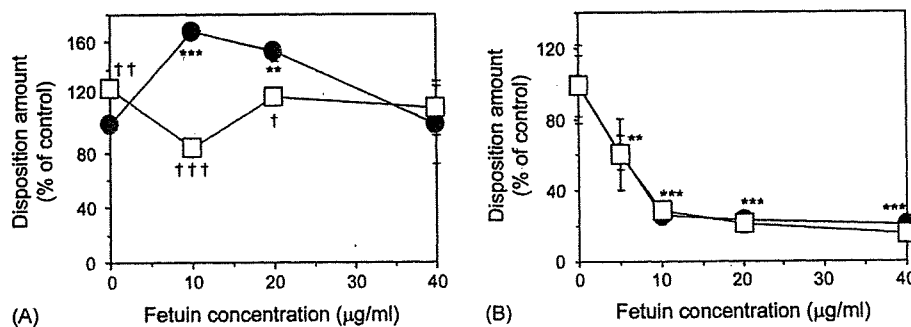 Disposition amount
(% of control)
160
120
80
40
0
††
***
**
†
†††
0 10 20 30 40
Fetuin concentration (µg/ml)
(A)
Disposition amount
(% of control)
120
80
40
0
**
***
***
***
0 10 20 30 40
Fetuin concentration (µg/ml)
(B)